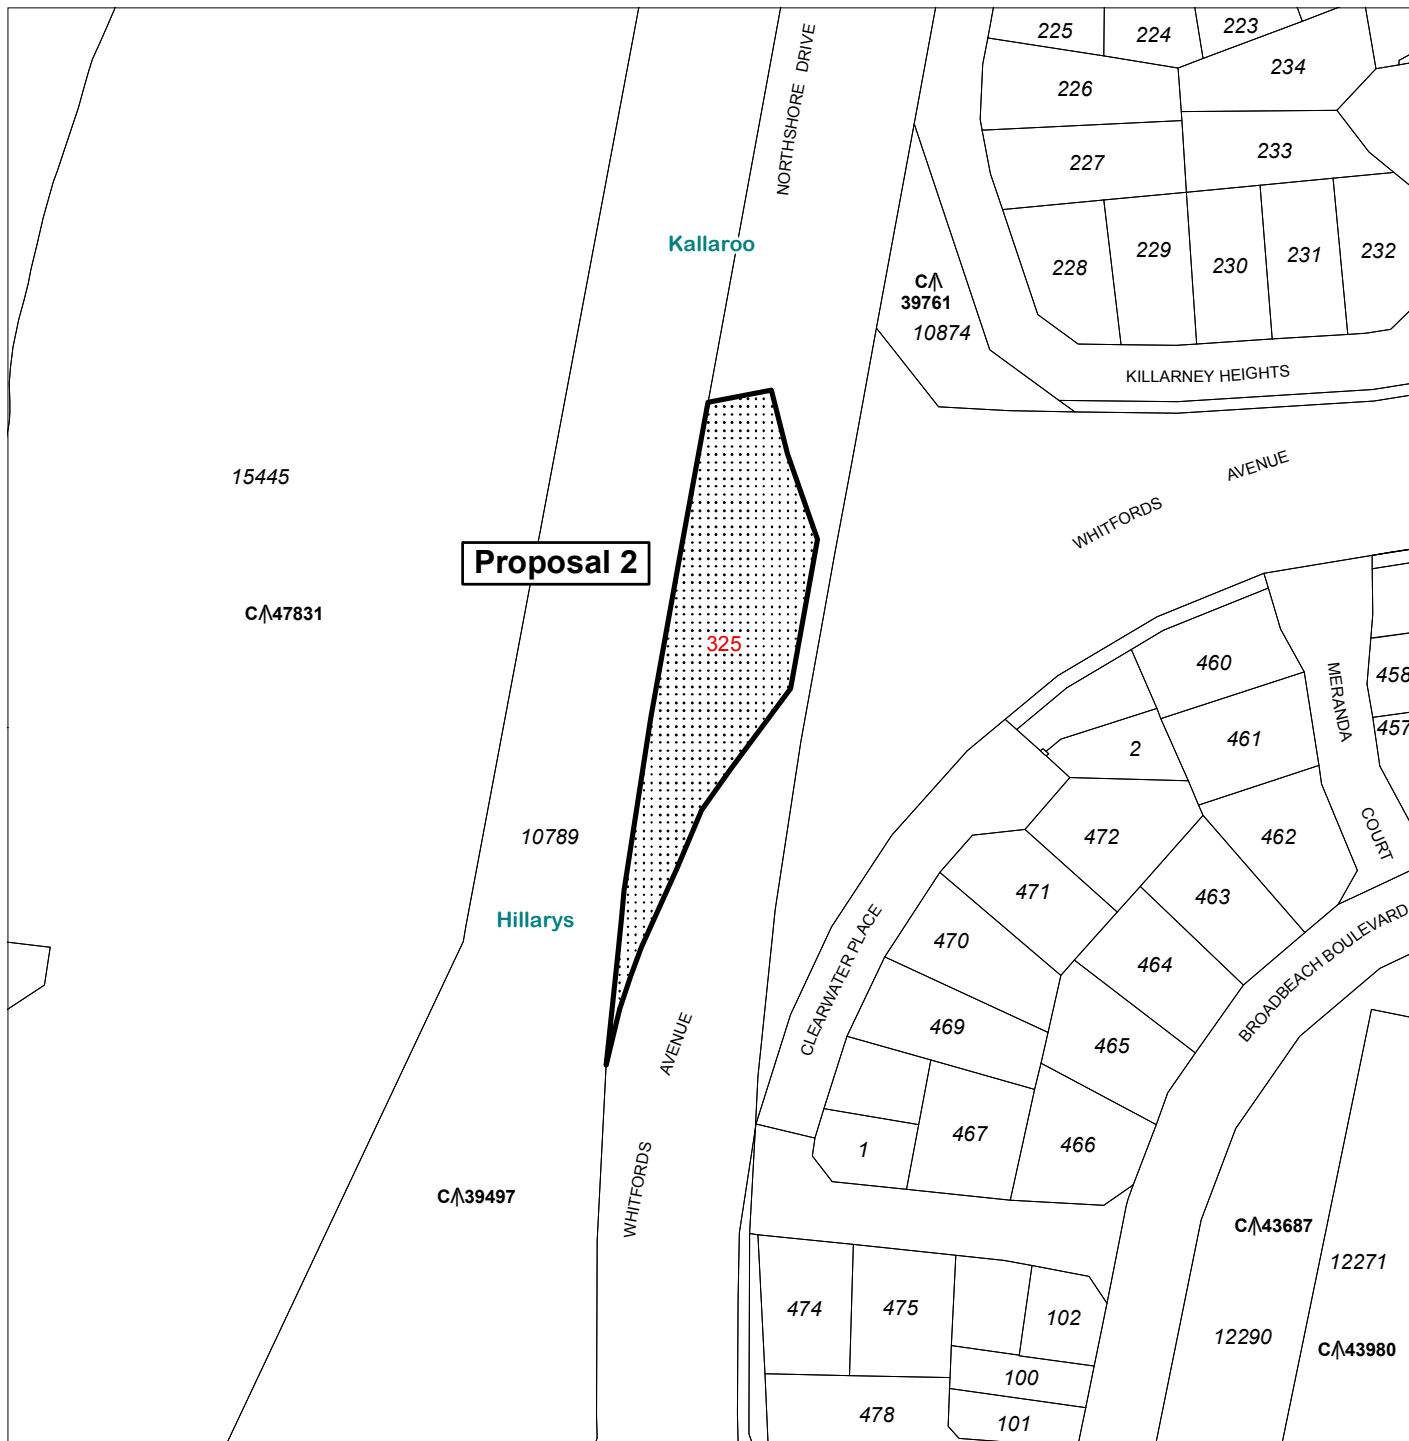 225
224
223
234
226
227
233
NORTHSHORE DRIVE
Kallaroo
228
229
230
231
232
C/|\
39761
10874
KILLARNEY HEIGHTS
15445
WHITFORDS AVENUE
Proposal 2
C/|\47831
325
460
MERANDA COURT
458
457
461
2
10789
472
462
471
463
Hillarys
470
CLEARWATER PLACE
464
BROADBEACH BOULEVARD
469
465
WHITFORDS AVENUE
467
466
1
C/|\39497
C/|\43687
12271
474
475
102
12290
C/|\43980
100
478
101